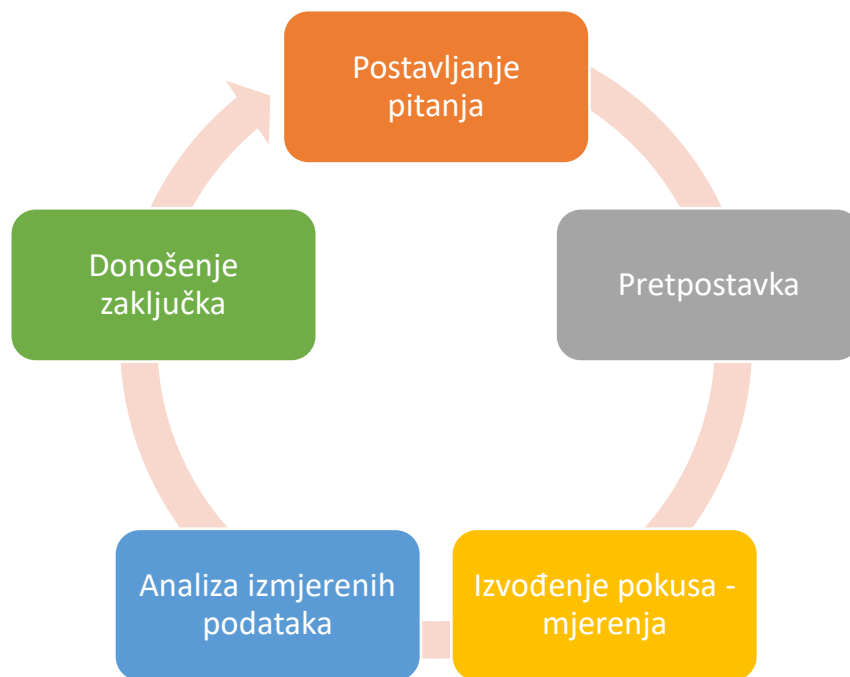 Postavljanje
pitanja
Pretpostavka
Izvođenje pokusa -
mjerenja
Analiza izmjerenih
podataka
Donošenje
zaključka